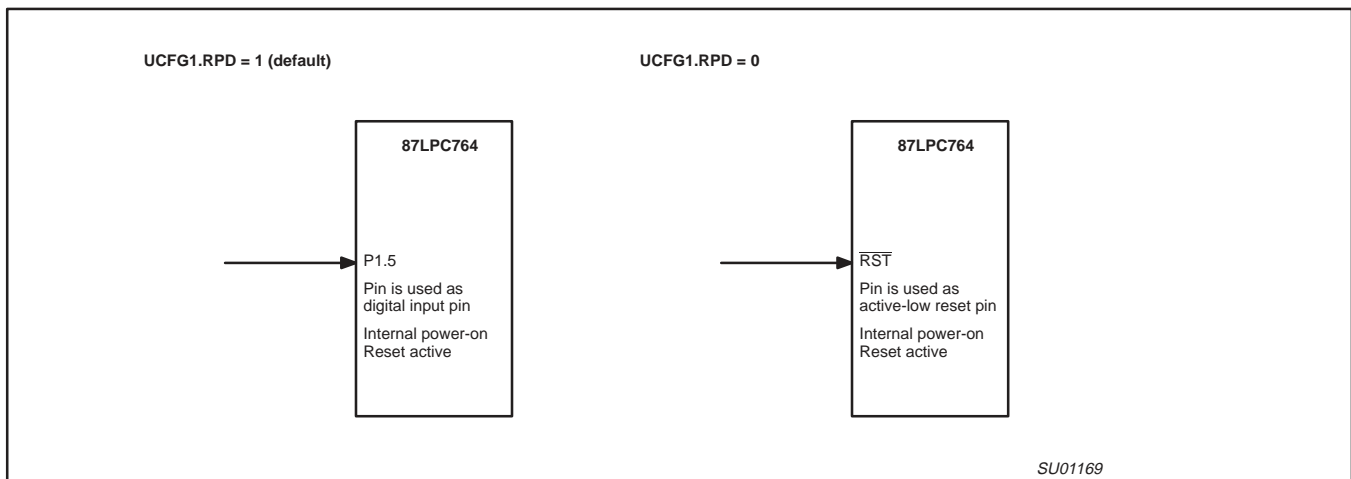 UCFG1.RPD = 1 (default)
87LPC764
P1.5
Pin is used as
digital input pin
Internal power-on
Reset active
UCFG1.RPD = 0
87LPC764
R̅S̅T̅
Pin is used as
active-low reset pin
Internal power-on
Reset active
SU01169